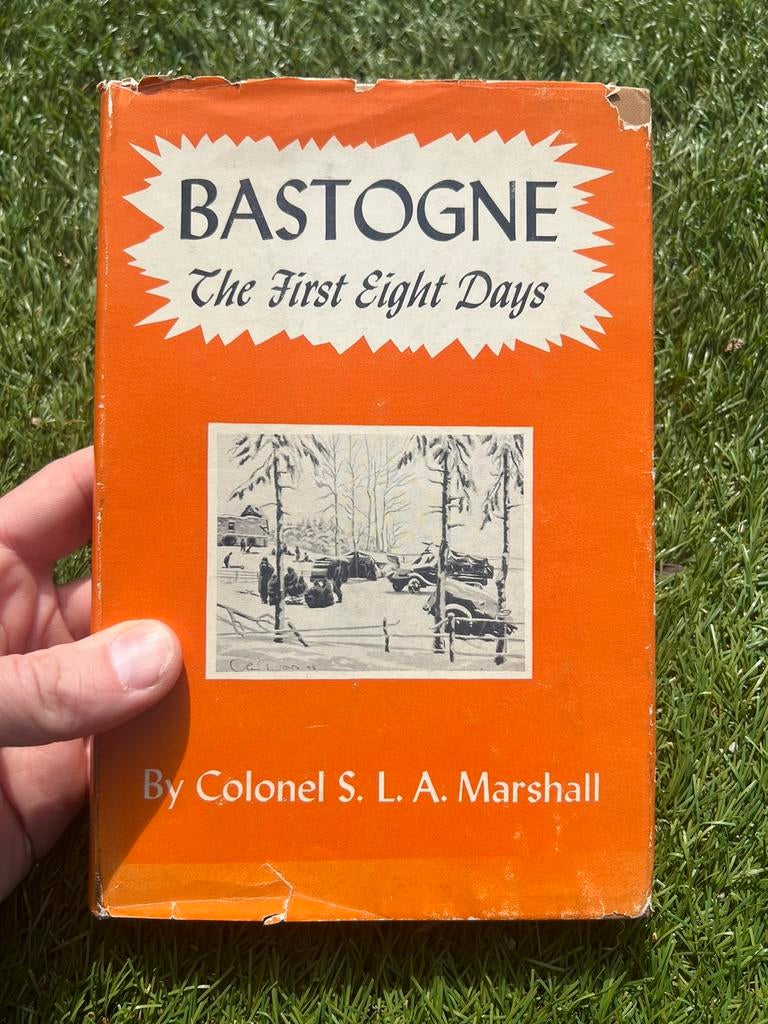 BASTOGNE
The First Eight Days
By Colonel S. L. A. Marshall